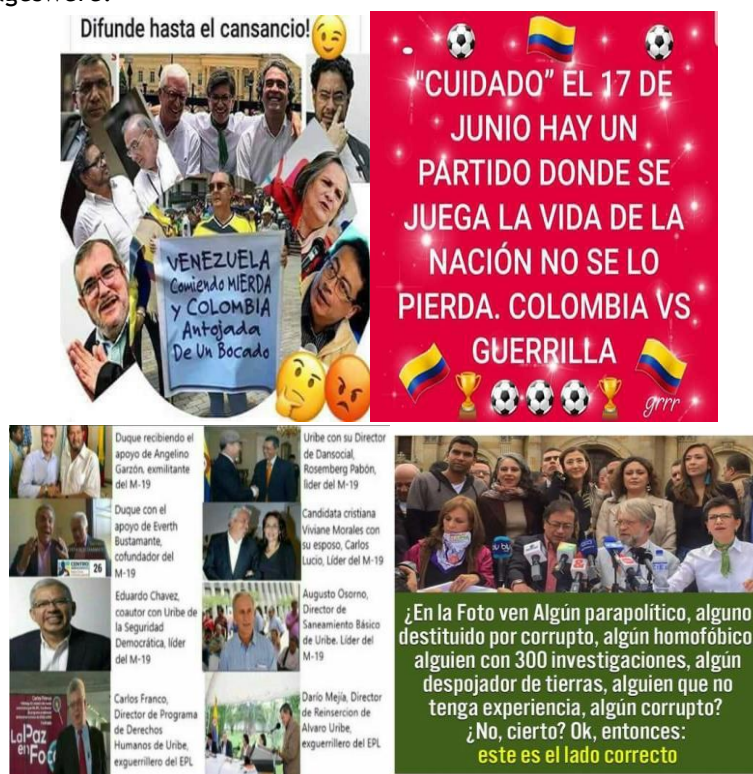 Difunde hasta el cansancio!
VENEZUELA
Comiendo MIERDA
y COLOMBIA
Antojada
De Un Bocado
"CUIDADO" EL 17 DE
JUNIO HAY UN
PARTIDO DONDE SE
JUEGA LA VIDA DE LA
NACIÓN NO SE LO
PIERDA. COLOMBIA VS
GUERRILLA
grrr
Duque recibiendo el
apoyo de Angelino
Garzón, exmilitante
del M-19
Duque con el
apoyo de Everth
Bustamante,
cofundador del
M-19
26
Eduardo Chavez,
coautor con Uribe de
la Seguridad
Democrática, líder
del M-19
Carlos Franco,
Director de Programa
de Derechos
Humanos de Uribe,
exguerrillero del EPL
LaPaz
en Foco
Uribe con su Director
de Dansocial,
Rosemberg Pabón,
líder del M-19
Candidata cristiana
Viviane Morales con
su esposo, Carlos
Lucio, Líder del M-19
Augusto Osorno,
Director de
Saneamiento Básico
de Uribe. Líder del
M-19
Darío Mejía, Director
de Reinsercion de
Alvaro Uribe,
exguerrillero del EPL
¿En la Foto ven Algún parapolítico, alguno
destituido por corrupto, algún homofóbico
alguien con 300 investigaciones, algún
despojador de tierras, alguien que no
tenga experiencia, algún corrupto?
¿No, cierto? Ok, entonces:
este es el lado correcto